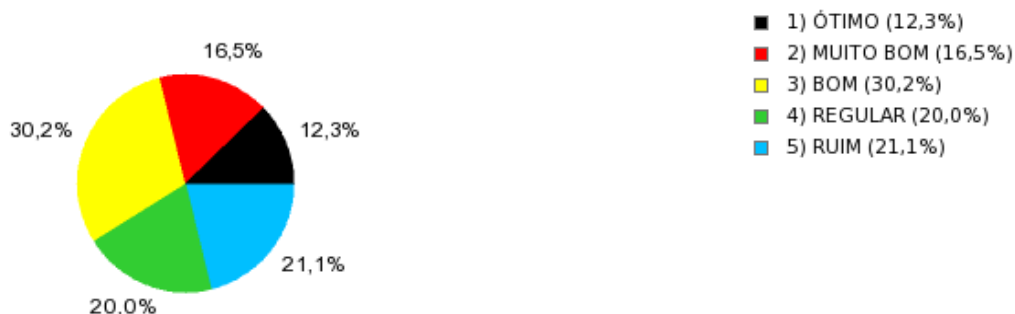 16,5%
30,2%
12,3%
21,1%
20.0%
1) ÓTIMO (12,3%)
2) MUITO BOM (16,5%)
3) BOM (30,2%)
4) REGULAR (20,0%)
5) RUIM (21,1%)